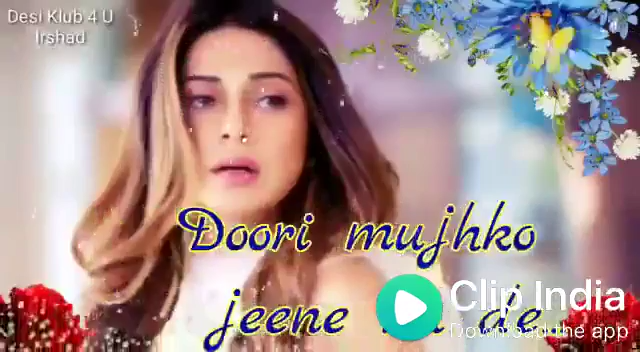 Desi Klub 4 U
Irshad
Doori mujhko
jeene de
Clip India
Download the app